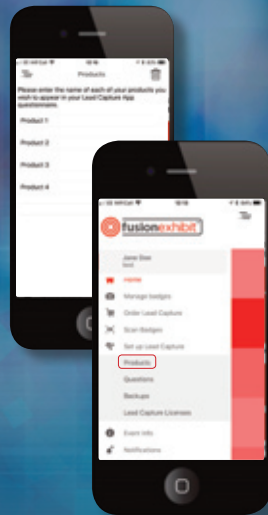 Products
Please enter the name of each of your products you
wish to appear in your Lead Capture App
questionnaire.
Product 1
Product 2
Product 3
Product 4
fusionexhibit
Jane Doe
Home
Manage badges
Order Lead Capture
Scan Badges
Set up Lead Capture
Products
Questions
Backups
Lead Capture Licenses
Event Info
Notifications